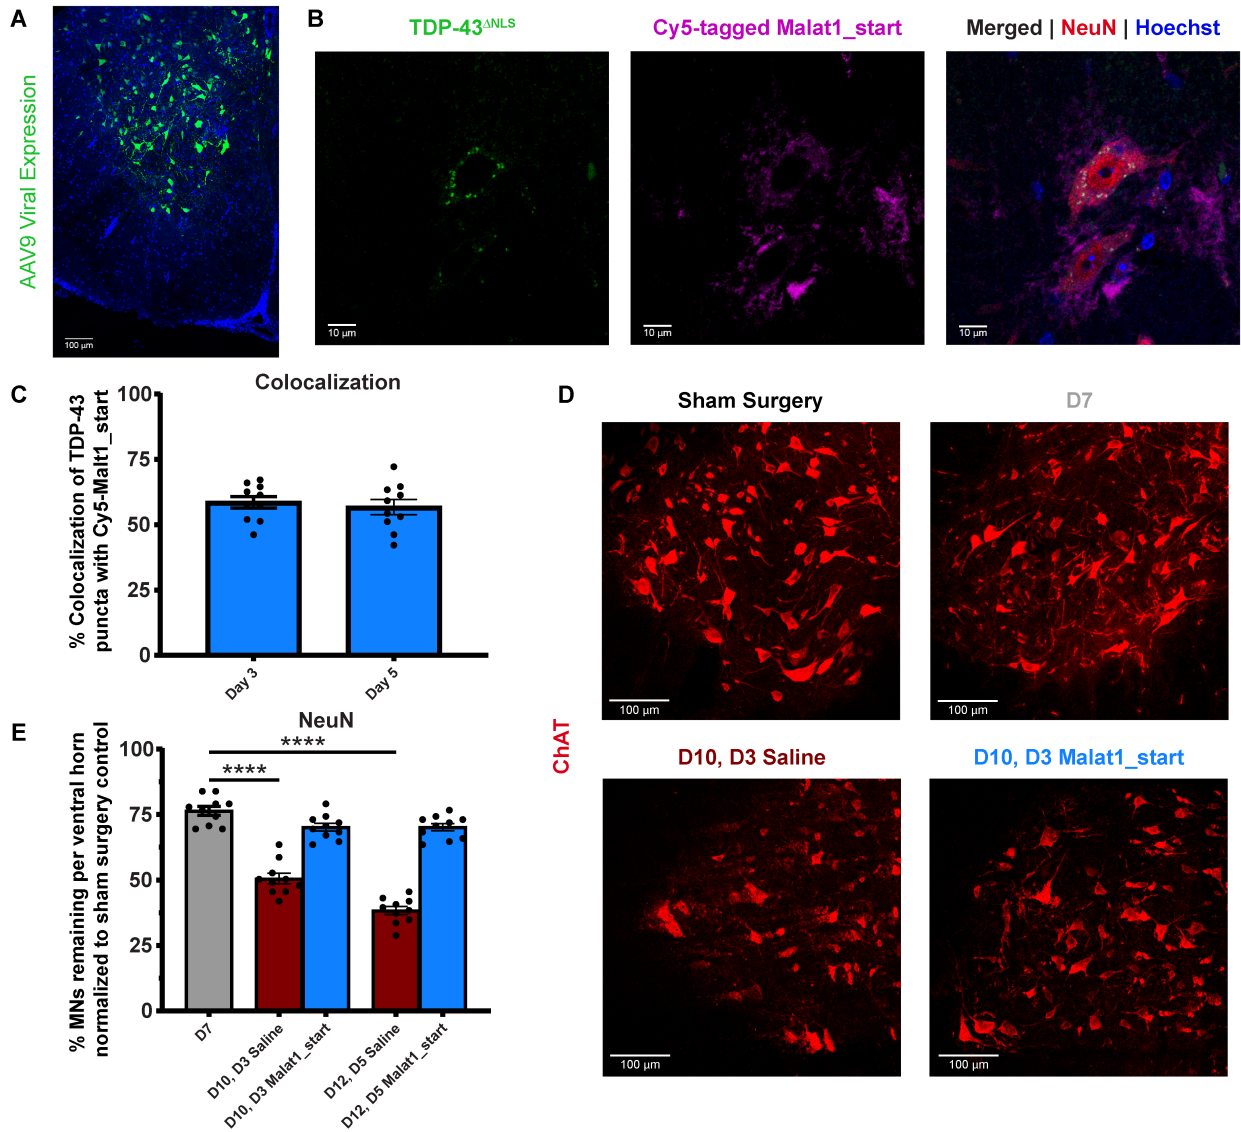 A
AAV9 Viral Expression
100 µm
B
TDP-43ΔNLS
Cy5-tagged Malat1_start
Merged | NeuN | Hoechst
10 µm
10 µm
10 µm
C
Colocalization
% Colocalization of TDP-43
puncta with Cy5-Malt1_start
100
75
50
25
0
Day 3
Day 5
D
Sham Surgery
D7
100 µm
100 µm
ChAT
D10, D3 Saline
D10, D3 Malat1_start
100 µm
100 µm
E
NeuN
% MNs remaining per ventral horn
normalized to sham surgery control
100
75
50
25
0
****
****
D7
D10, D3 Saline
D10, D3 Malat1_start
D12, D5 Saline
D12, D5 Malat1_start